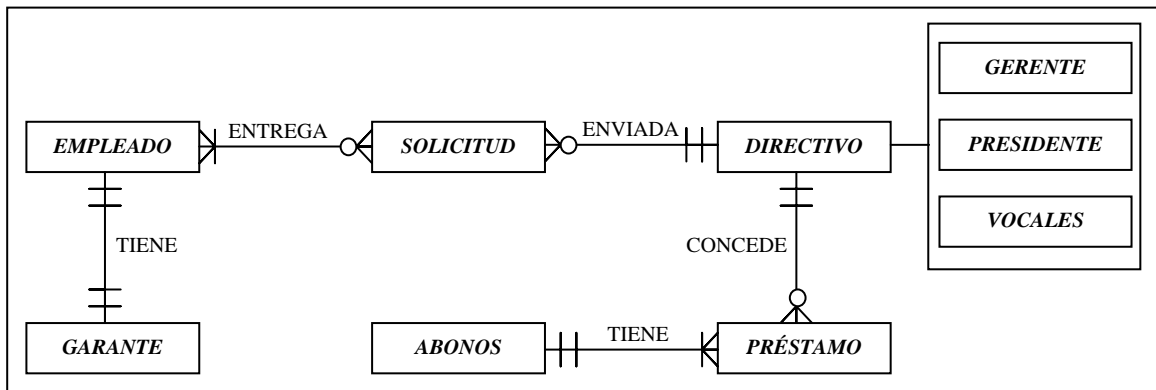 GERENTE
EMPLEADO
ENTREGA
SOLICITUD
ENVIADA
DIRECTIVO
PRESIDENTE
VOCALES
TIENE
CONCEDE
GARANTE
ABONOS
TIENE
PRÉSTAMO